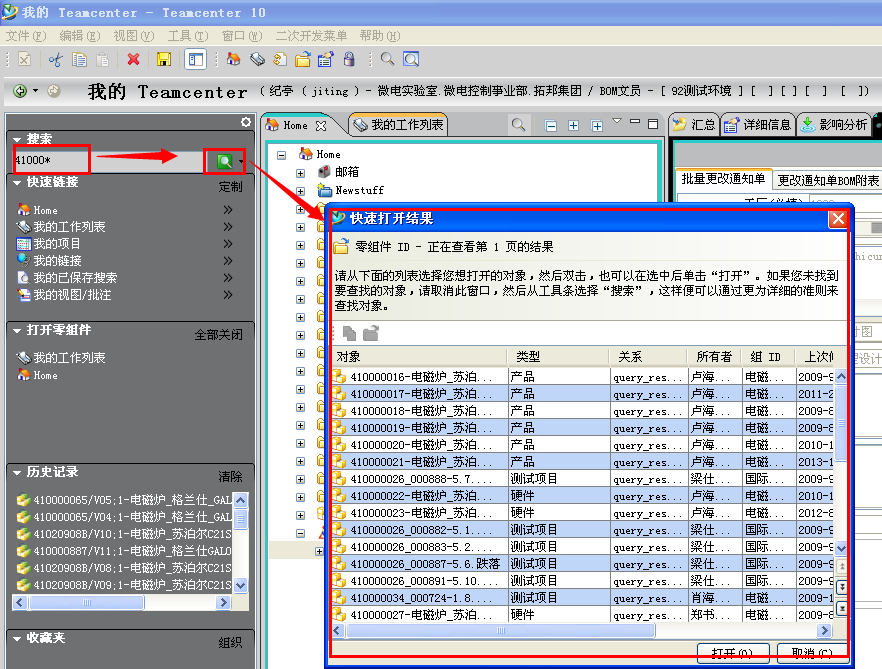 我的 Teamcenter - Teamcenter 10
文件(F) 编辑(E) 视图(V) 工具(T) 窗口(W) 二次开发菜单 帮助(H)
我的 Teamcenter ( 纪亭 ( jiting ) - 微电实验室.微电控制事业部.拓邦集团 / BOM文员 - [ 92测试环境 ] [ ] [ ] [ ] [ ])
搜索
41000*
快速链接 定制
Home
我的工作列表
我的项目
我的链接
我的已保存搜索
我的视图/批注
打开零组件 全部关闭
我的工作列表
Home
历史记录 清除
410000065/V05;1-电磁炉_格兰仕_GAL
410000065/V04;1-电磁炉_格兰仕_GAL
41020908B/V10;1-电磁炉_苏泊尔C21S
410000887/V11;1-电磁炉_格兰仕GALO
41020908B/V08;1-电磁炉_苏泊尔C21S
41020908B/V09;1-电磁炉_苏泊尔C21S
收藏夹 组织
Home 我的工作列表
Home
邮箱
Newstuff
汇总 详细信息 影响分析
批量更改通知单 更改通知单BOM附表
快速打开结果
零组件 ID - 正在查看第 1 页的结果
请从下面的列表选择您想打开的对象，然后双击，也可以在选中后单击“打开”。如果您未找到
要查找的对象，请取消此窗口，然后从工具条选择“搜索”，这样便可以通过更为详细的准则来
查找对象。
对象 类型 关系 所有者 组 ID 上次修
410000016-电磁炉_苏泊... 产品 query_res... 卢海... 电磁... 2009-9
410000017-电磁炉_苏泊... 产品 query_res... 卢海... 电磁... 2011-2
410000018-电磁炉_苏泊... 产品 query_res... 卢海... 电磁... 2009-8
410000019-电磁炉_苏泊... 产品 query_res... 卢海... 电磁... 2009-9
410000020-电磁炉_苏泊... 产品 query_res... 卢海... 电磁... 2010-1
410000021-电磁炉_苏泊... 产品 query_res... 卢海... 电磁... 2013-1
410000026_000888-5.7.... 测试项目 query_res... 梁仕... 国际... 2009-9
410000022-电磁炉_苏泊... 硬件 query_res... 卢海... 电磁... 2010-1
410000023-电磁炉_苏泊... 硬件 query_res... 卢海... 电磁... 2012-8
410000026_000882-5.1.... 测试项目 query_res... 梁仕... 国际... 2009-9
410000026_000883-5.2.... 测试项目 query_res... 梁仕... 国际... 2009-9
410000026_000887-5.6.跌落 测试项目 query_res... 梁仕... 国际... 2009-9
410000026_000891-5.10.... 测试项目 query_res... 梁仕... 国际... 2009-9
410000034_000724-1.8.... 测试项目 query_res... 肖海... 电磁... 2009-1
410000027-电磁炉_苏泊... 硬件 query_res... 郑书... 电磁... 2009-8
打开(O) 取消(C)